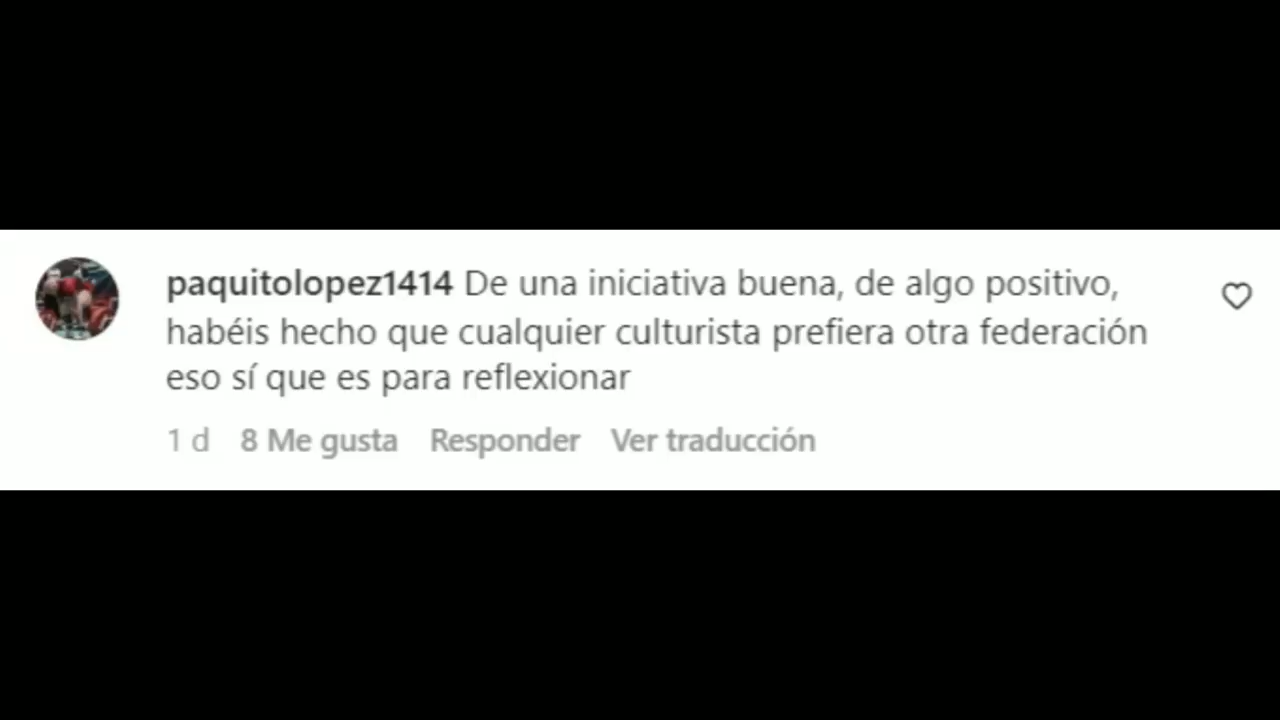 paquitolopez1414 De una iniciativa buena, de algo positivo,
habéis hecho que cualquier culturista prefiera otra federación
eso sí que es para reflexionar
1 d 8 Me gusta Responder Ver traducción